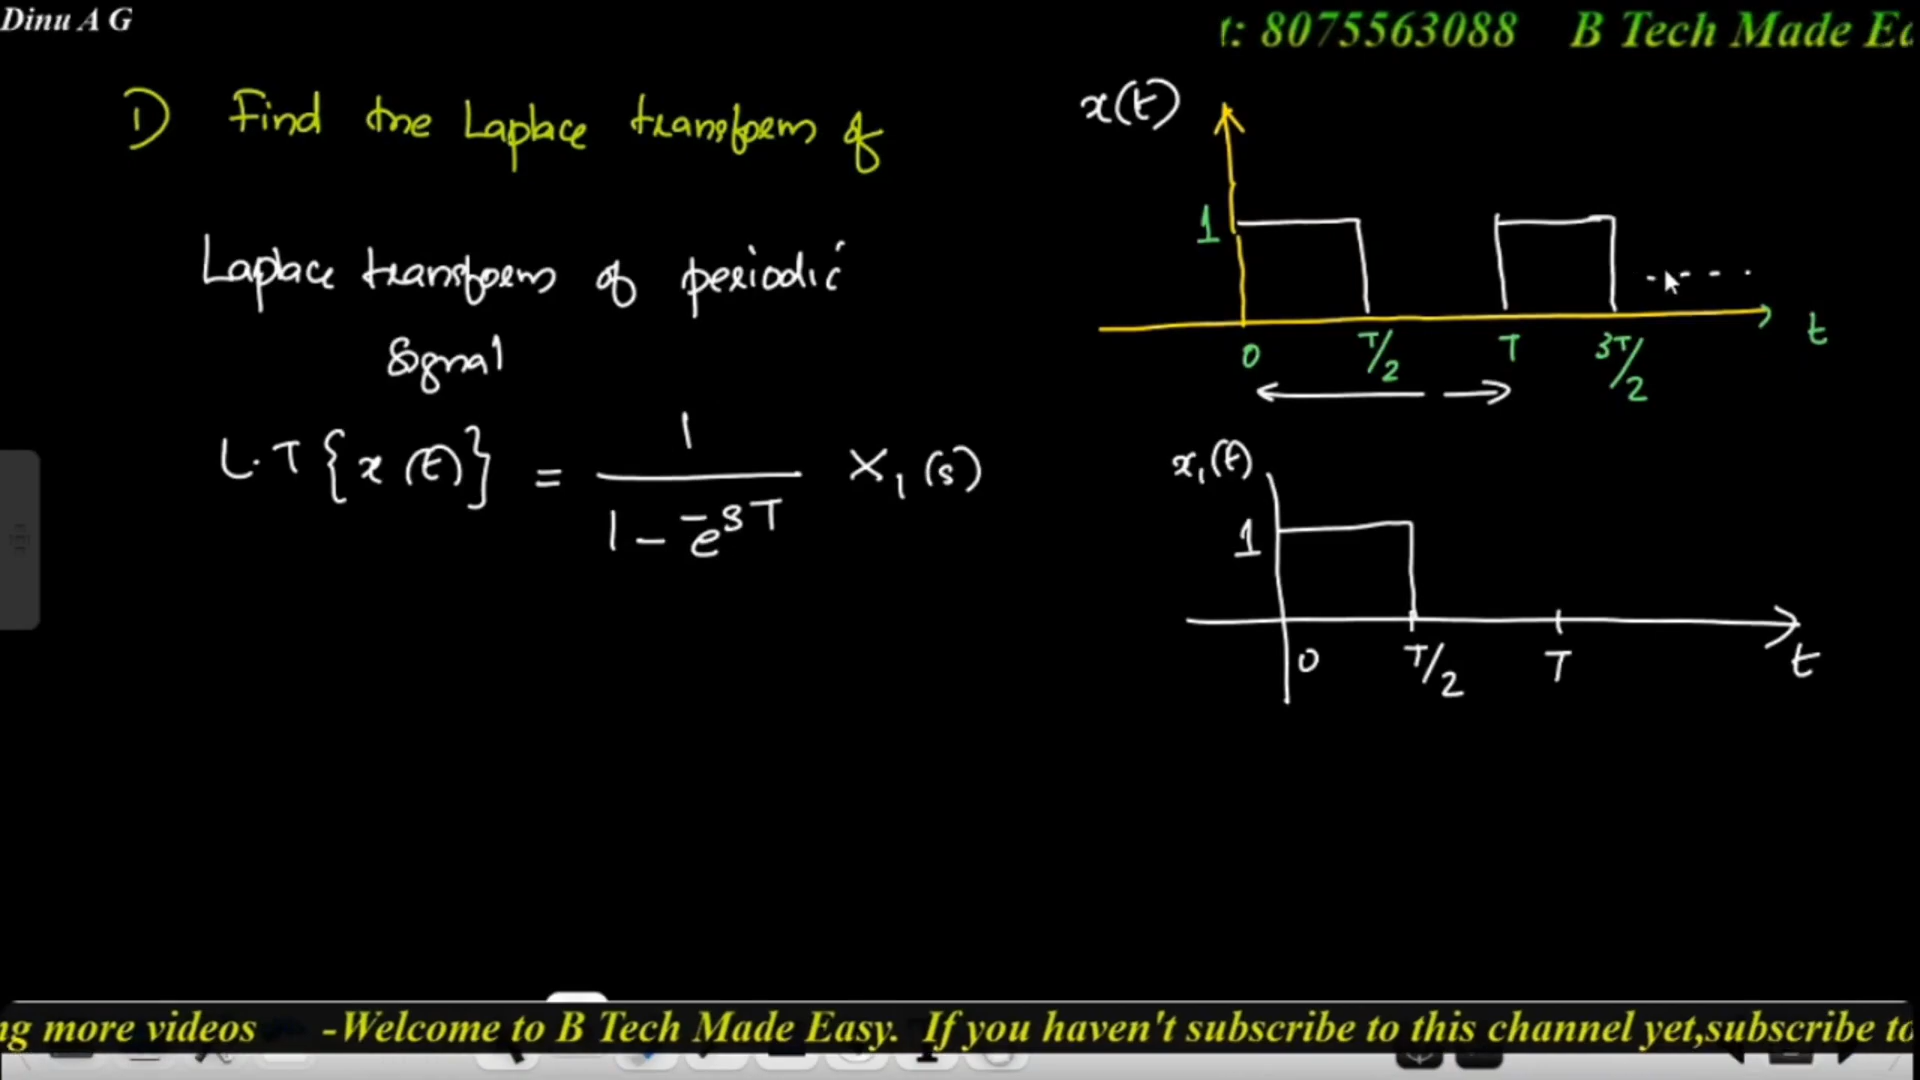 Dinu A G
t: 8075563088 B Tech Made Ea
1) Find the Laplace transform of
x(t)
1
0 T/2 T 3T/2 t
Laplace transform of periodic
signal
L.T {x(t)} = 1 / (1 - e^-sT) X₁(s)
x₁(t)
1
0 T/2 T t
ng more videos -Welcome to B Tech Made Easy. If you haven't subscribe to this channel yet,subscribe to